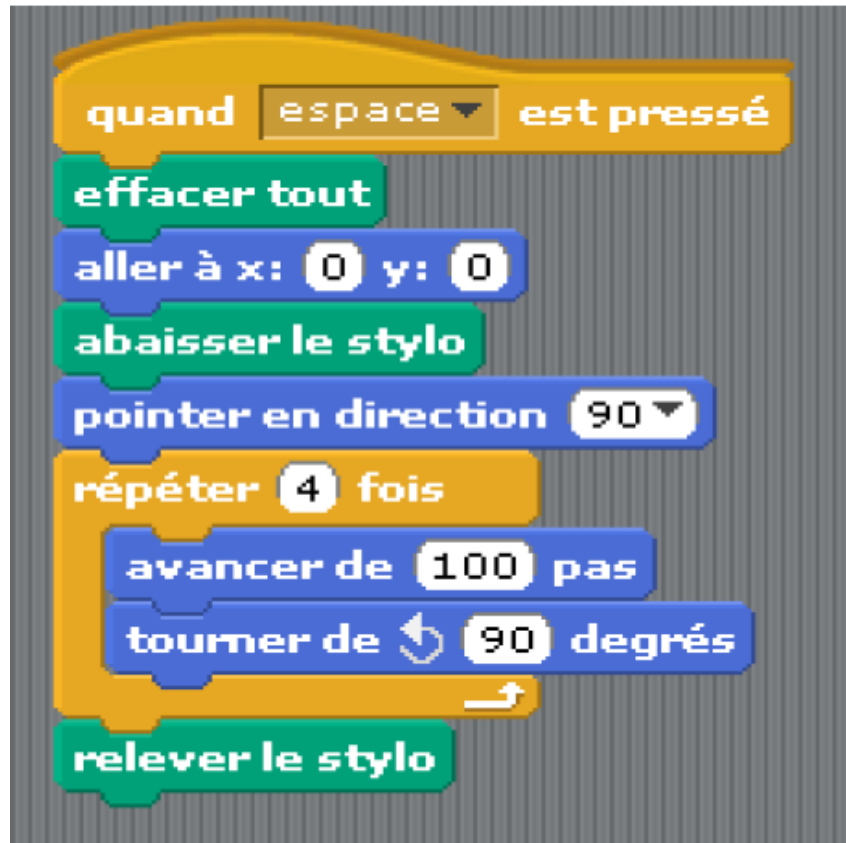 quand espace est pressé
effacer tout
aller à x: 0 y: 0
abaisser le stylo
pointer en direction 90
répéter 4 fois
avancer de 100 pas
tourner de 90 degrés
relever le stylo